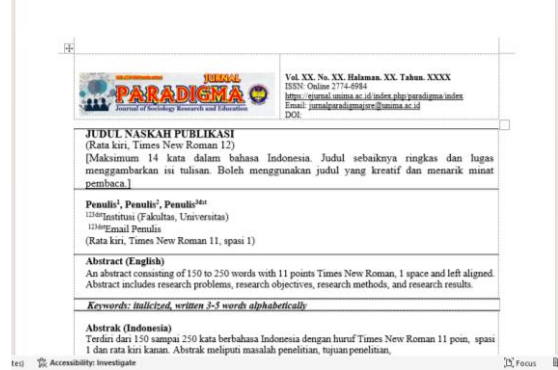 JURNAL
PARADIGMA
Journal of Sociology Research and Education
Vol. XX. No. XX. Halaman. XX. Tahun. XXXX
ISSN: Online 2774-6984
https://ejurnal.unima.ac.id/index.php/paradigma/index
Email: jurnalparadigmajsre@unima.ac.id
DOI:
JUDUL NASKAH PUBLIKASI
(Rata kiri, Times New Roman 12)
[Maksimum 14 kata dalam bahasa Indonesia. Judul sebaiknya ringkas dan lugas
menggambarkan isi tulisan. Boleh menggunakan judul yang kreatif dan menarik minat
pembaca.]
Penulis¹, Penulis², Penulis³dst
¹²³dstInstitusi (Fakultas, Universitas)
¹²³dstEmail Penulis
(Rata kiri, Times New Roman 11, spasi 1)
Abstract (English)
An abstract consisting of 150 to 250 words with 11 points Times New Roman, 1 space and left aligned.
Abstract includes research problems, research objectives, research methods, and research results.
Keywords: italicized, written 3-5 words alphabetically
Abstrak (Indonesia)
Terdiri dari 150 sampai 250 kata berbahasa Indonesia dengan huruf Times New Roman 11 poin, spasi
1 dan rata kiri kanan. Abstrak meliputi masalah penelitian, tujuan penelitian,
tes) Accessibility: Investigate Focus